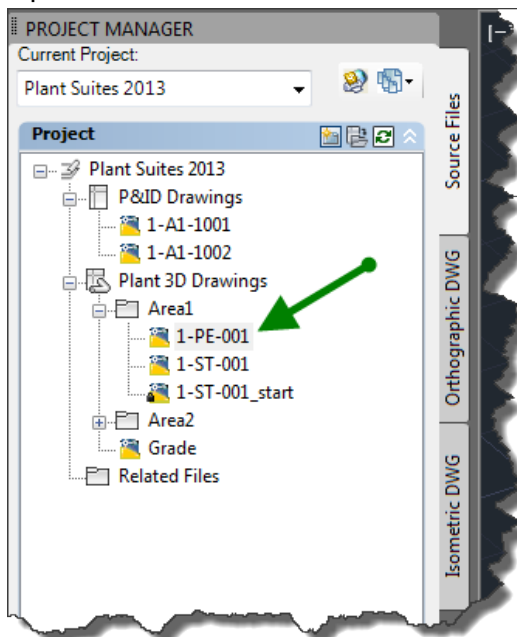 PROJECT MANAGER
Current Project:
Plant Suites 2013
Project
Plant Suites 2013
P&ID Drawings
1-A1-1001
1-A1-1002
Plant 3D Drawings
Area1
1-PE-001
1-ST-001
1-ST-001_start
Area2
Grade
Related Files
Source Files
Orthographic DWG
Isometric DWG
[–